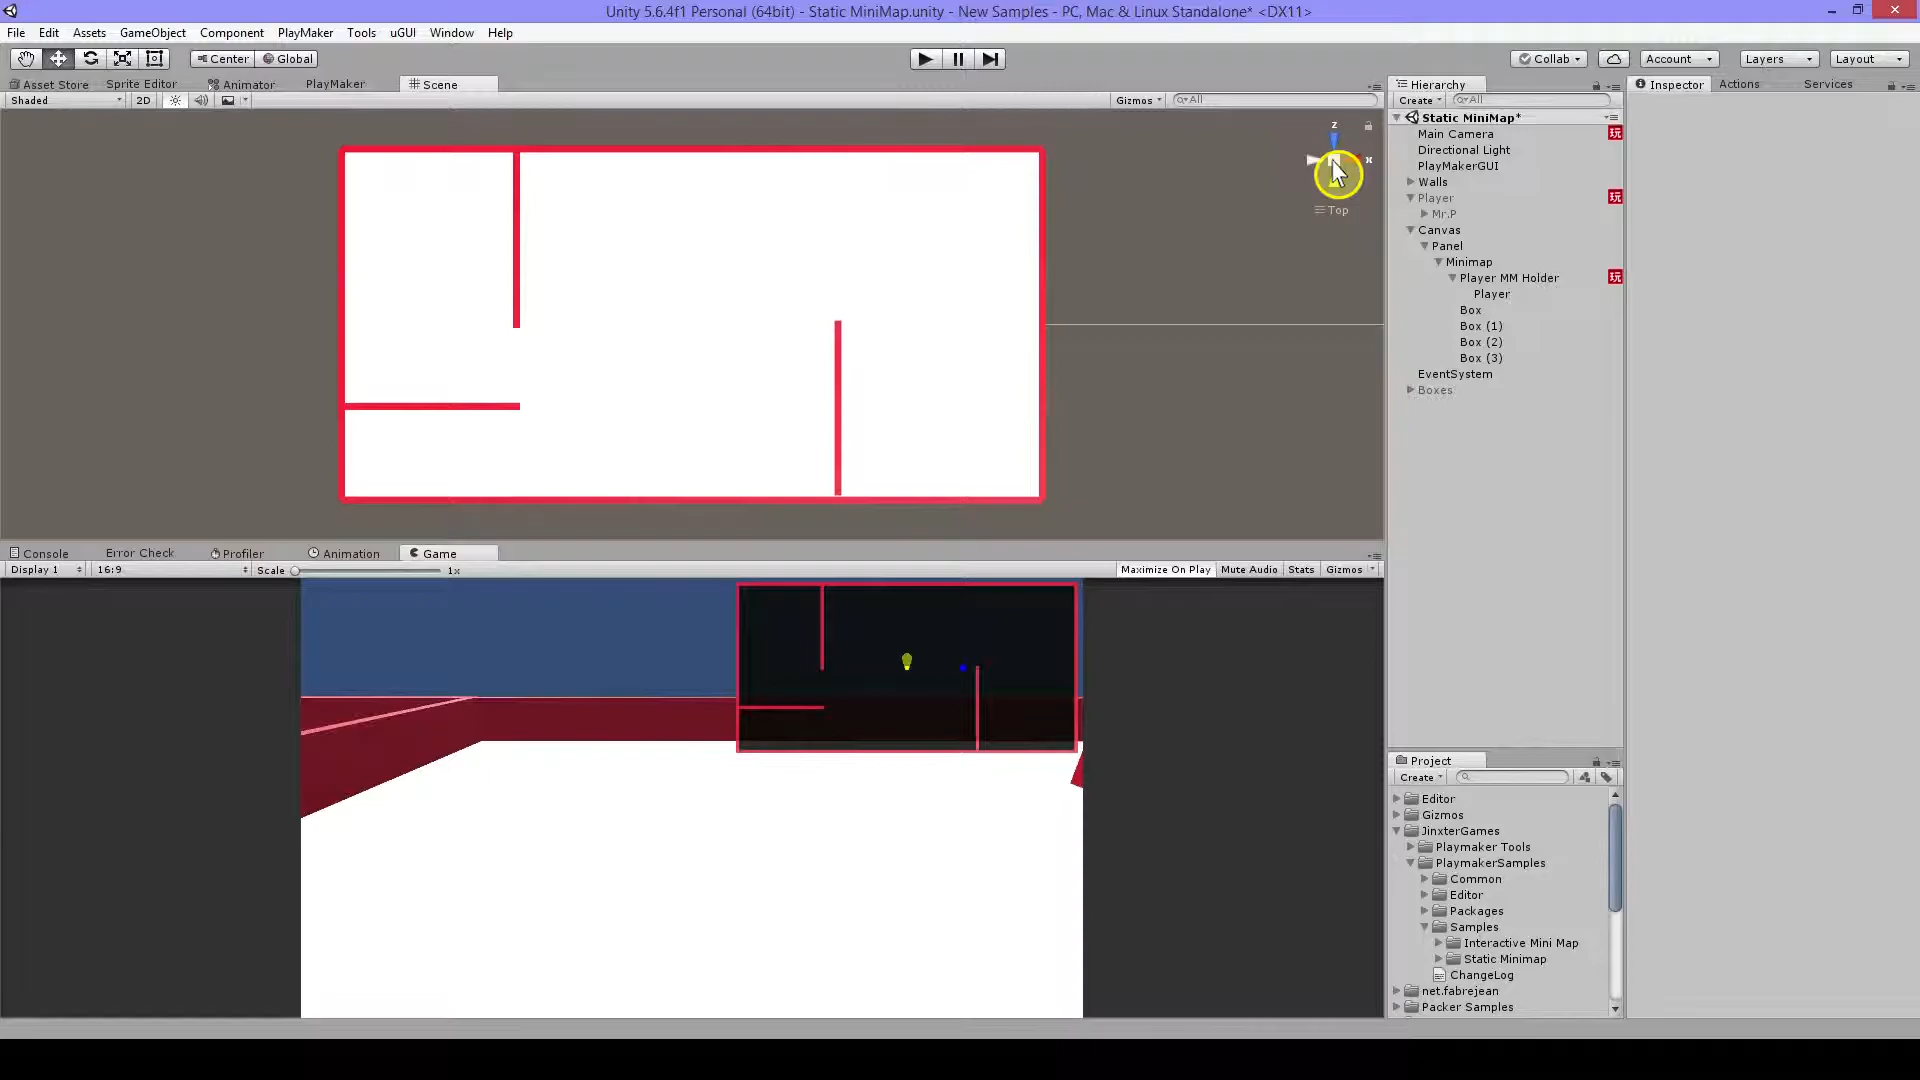 Unity 5.6.4f1 Personal (64bit) - Static MiniMap.unity - New Samples - PC, Mac & Linux Standalone* <DX11>
File Edit Assets GameObject Component PlayMaker Tools uGUI Window Help
Center Global Collab Account Layers Layout
Asset Store Sprite Editor Animator PlayMaker Scene
Shaded 2D Gizmos All
z
x
Top
Hierarchy
Create All
Static MiniMap*
Main Camera 玩
Directional Light
PlayMakerGUI
Walls
Player 玩
Mr.P
Canvas
Panel
Minimap
Player MM Holder 玩
Player
Box
Box (1)
Box (2)
Box (3)
EventSystem
Boxes
Inspector Actions Services
Console Error Check Profiler Animation Game
Display 1 16:9 Scale 1x Maximize On Play Mute Audio Stats Gizmos
Project
Create
Editor
Gizmos
JinxterGames
Playmaker Tools
PlaymakerSamples
Common
Editor
Packages
Samples
Interactive Mini Map
Static Minimap
ChangeLog
net.fabrejean
Packer Samples